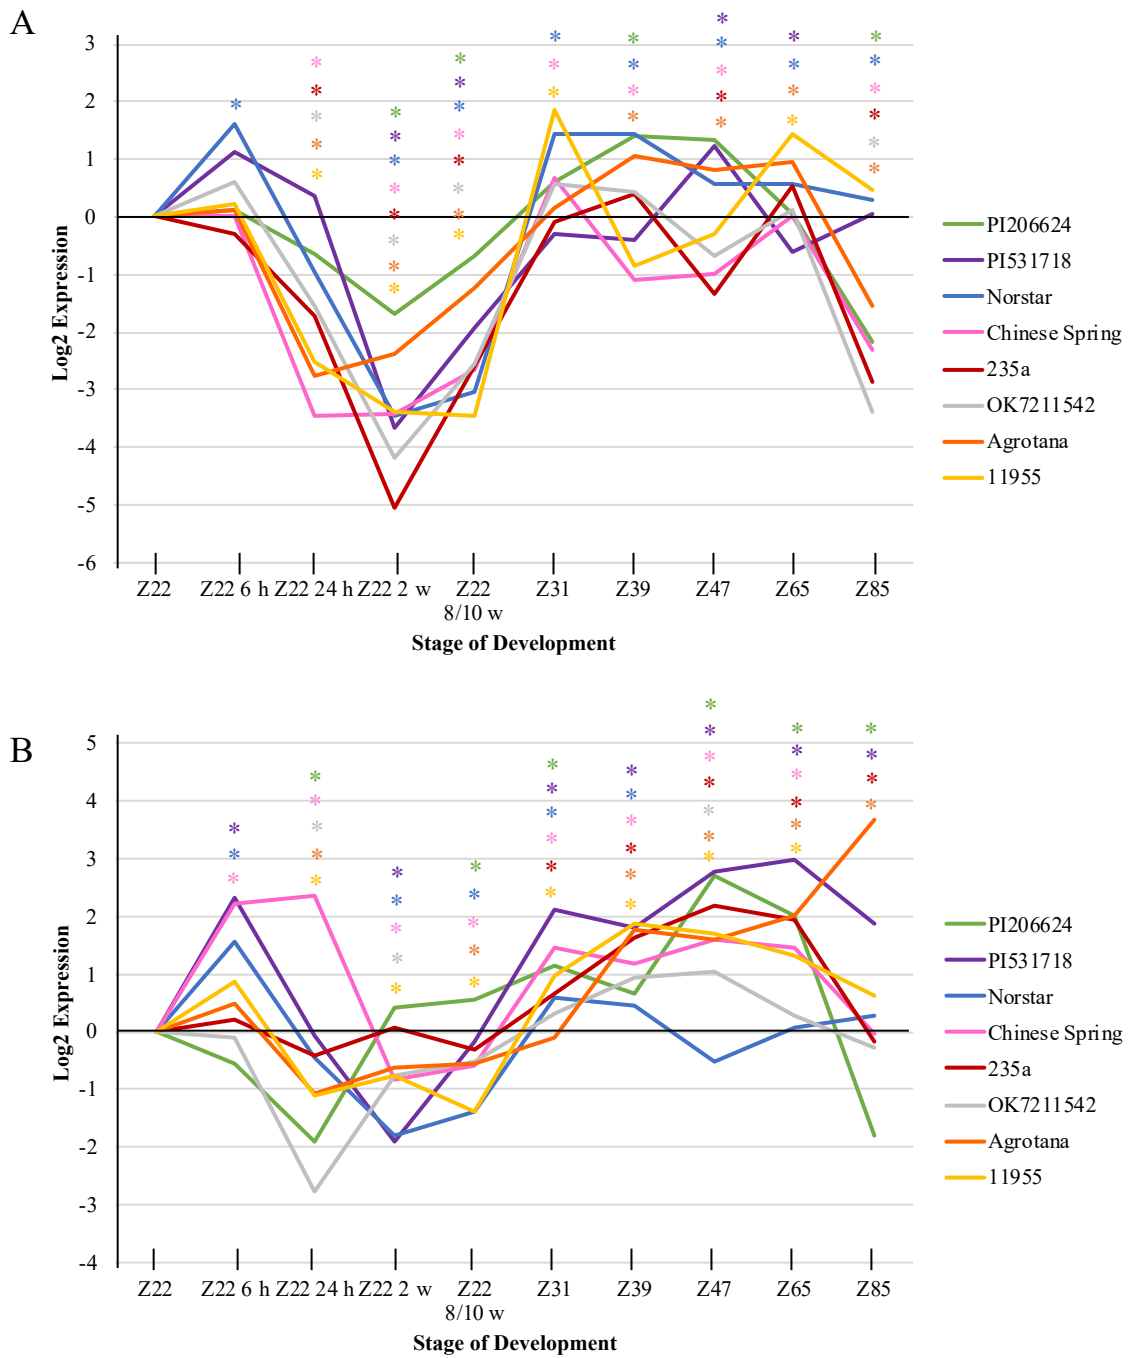 A
3
2
1
0
-1
-2
-3
-4
-5
-6
Log2 Expression
Z22 Z22 6 h Z22 24 h Z22 2 w Z22 8/10 w Z31 Z39 Z47 Z65 Z85
Stage of Development
PI206624
PI531718
Norstar
Chinese Spring
235a
OK7211542
Agrotana
11955
B
5
4
3
2
1
0
-1
-2
-3
-4
Log2 Expression
Z22 Z22 6 h Z22 24 h Z22 2 w Z22 8/10 w Z31 Z39 Z47 Z65 Z85
Stage of Development
PI206624
PI531718
Norstar
Chinese Spring
235a
OK7211542
Agrotana
11955